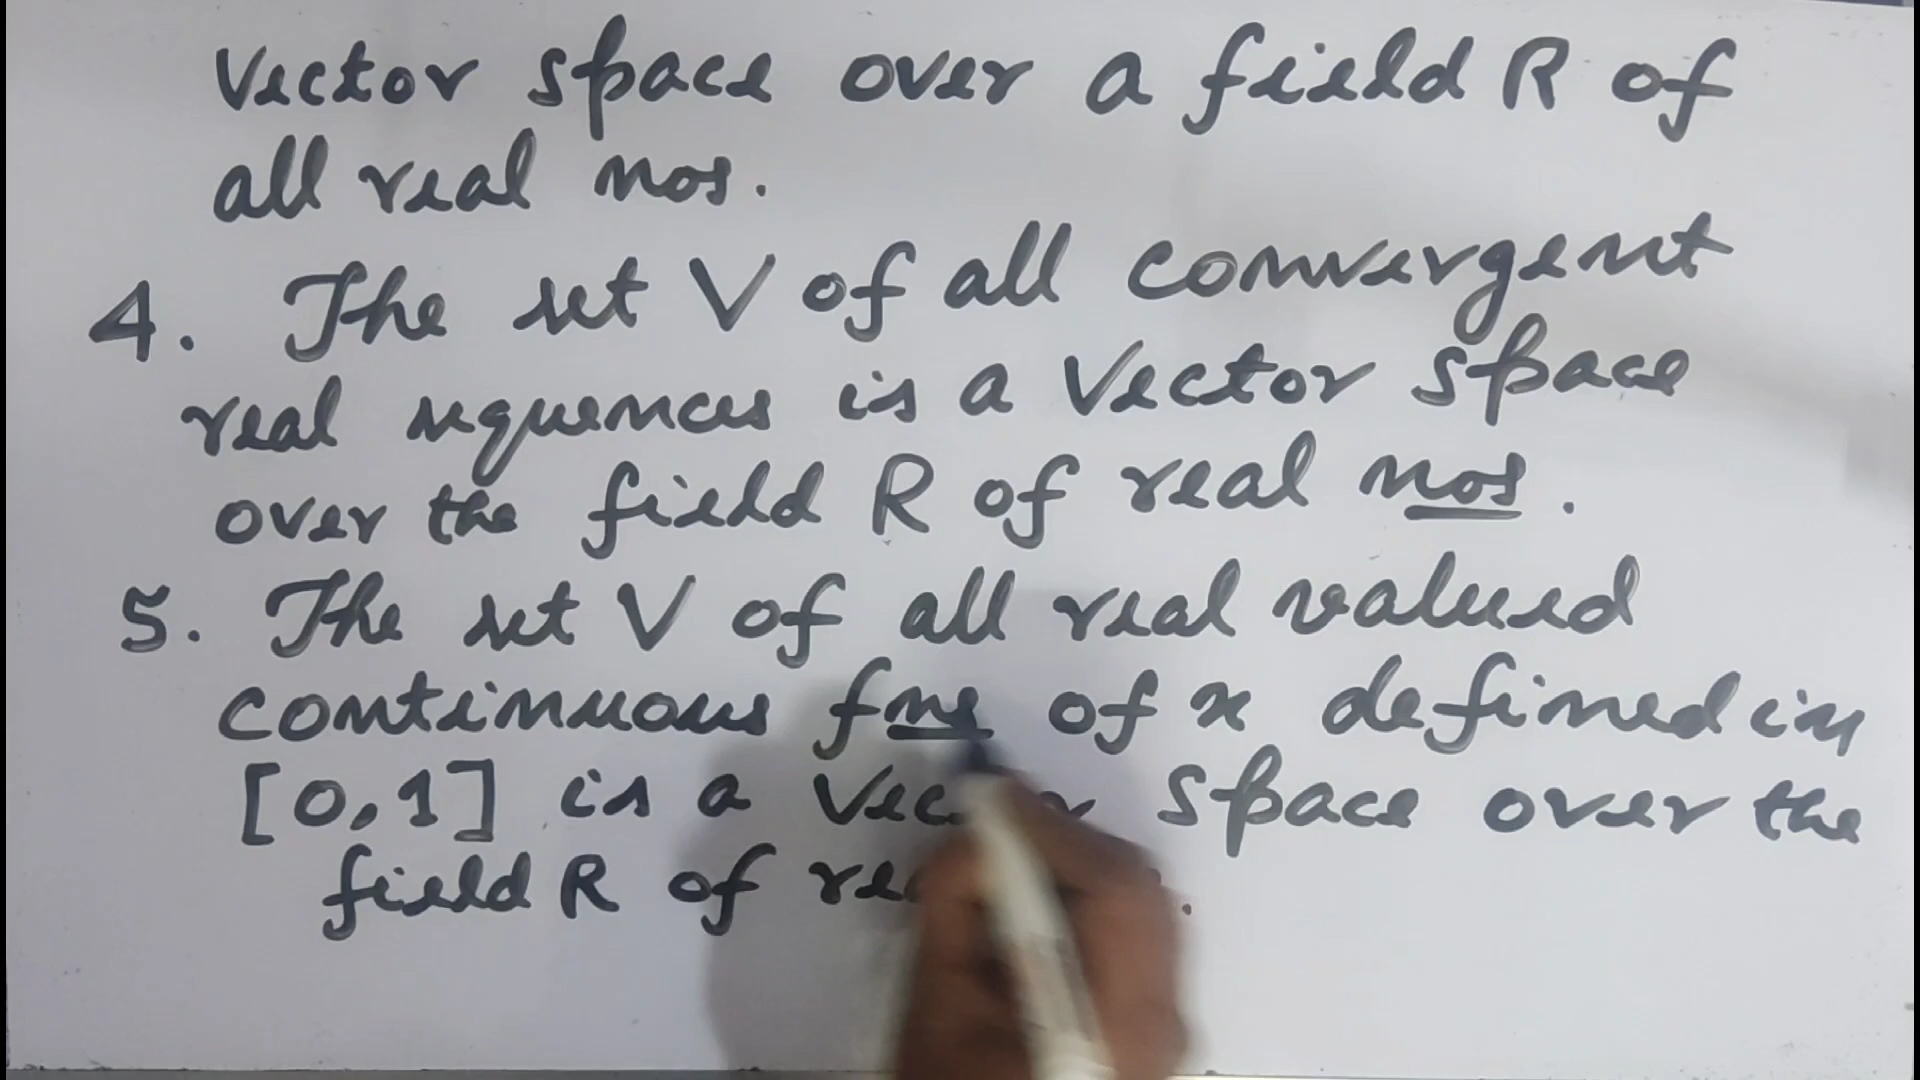 Vector space over a field R of
all real nos.
4. The set V of all convergent
real sequences is a Vector space
over the field R of real nos.
5. The set V of all real valued
continuous fns of x defined in
[0,1] is a space over the
field R of